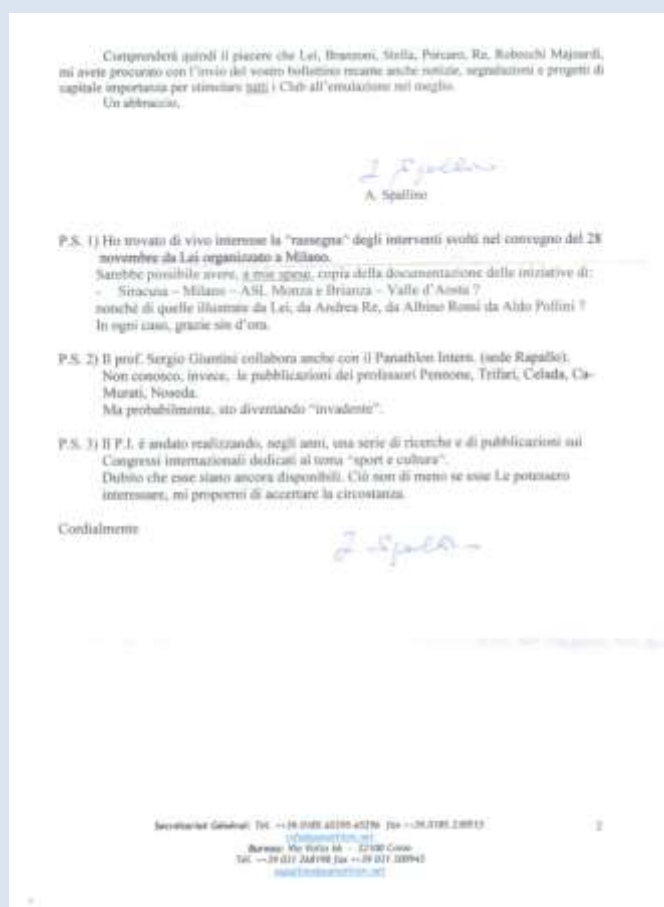 Comprenderà quindi il piacere che Lei, Branzoni, Stella, Porcaro, Re, Robecchi Majnardi,
mi avete procurato con l'invio del vostro bollettino recante anche notizie, segnalazioni e progetti di
capitale importanza per stimolare tutti i Club all'emulazione nel meglio.
Un abbraccio,
A. Spallino
P.S. 1) Ho trovato di vivo interesse la "rassegna" degli interventi svolti nel convegno del 28
novembre da Lei organizzato a Milano.
Sarebbe possibile avere, a mie spese, copia della documentazione delle iniziative di:
- Siracusa – Milano – ASL Monza e Brianza – Valle d'Aosta ?
nonché di quelle illustrate da Lei, da Andrea Re, da Albino Rossi da Aldo Pollini ?
In ogni caso, grazie sin d'ora.
P.S. 2) Il prof. Sergio Giuntini collabora anche con il Panathlon Intern. (sede Rapallo).
Non conosco, invece, le pubblicazioni dei professori Pennone, Trifari, Celada, Ca-
Murati, Noseda.
Ma probabilmente, sto diventando "invadente".
P.S. 3) Il P.I. è andato realizzando, negli anni, una serie di ricerche e di pubblicazioni sui
Congressi internazionali dedicati al tema "sport e cultura".
Dubito che esse siano ancora disponibili. Ciò non di meno se esse Le potessero
interessare, mi proporrei di accertare la circostanza.
Cordialmente
Secrétariat Général: Tel. fax
2
Bureau: Via Volta 66 - 22100 Como
Tel. fax